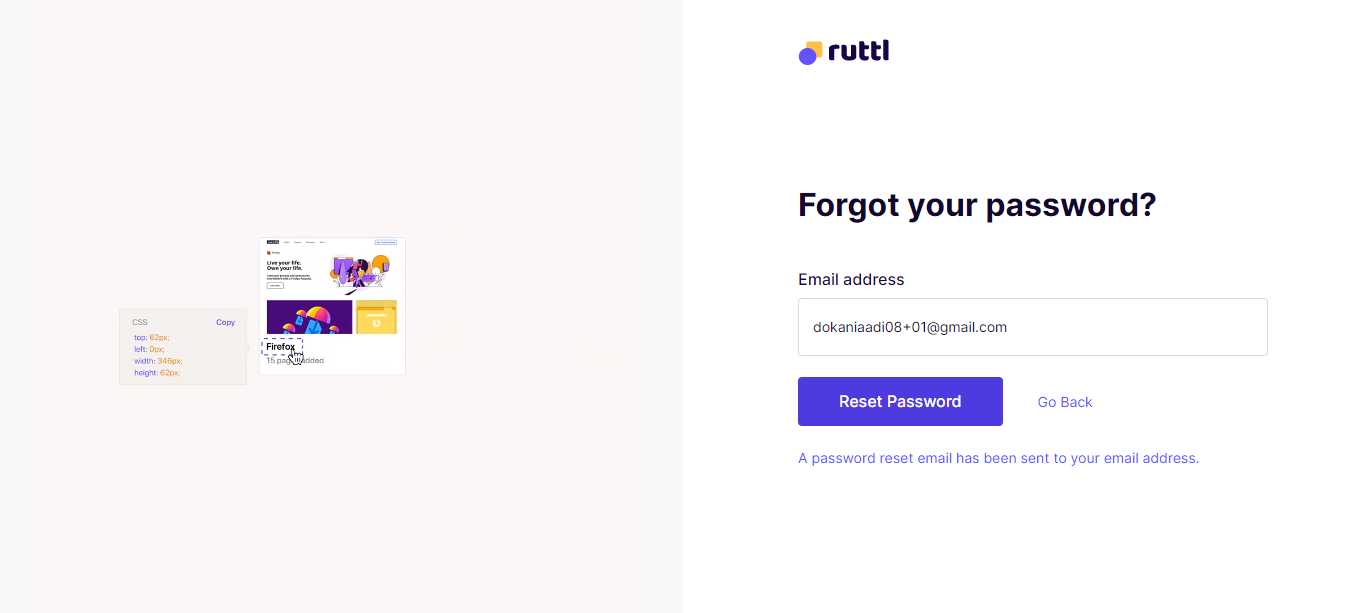 ruttl
Forgot your password?
Email address
dokaniaadi08+01@gmail.com
Reset Password
Go Back
A password reset email has been sent to your email address.
Live your life.
Own your life.
Firefox
15 pag added
CSS
Copy
top: 62px;
left: 0px;
width: 346px;
height: 62px;